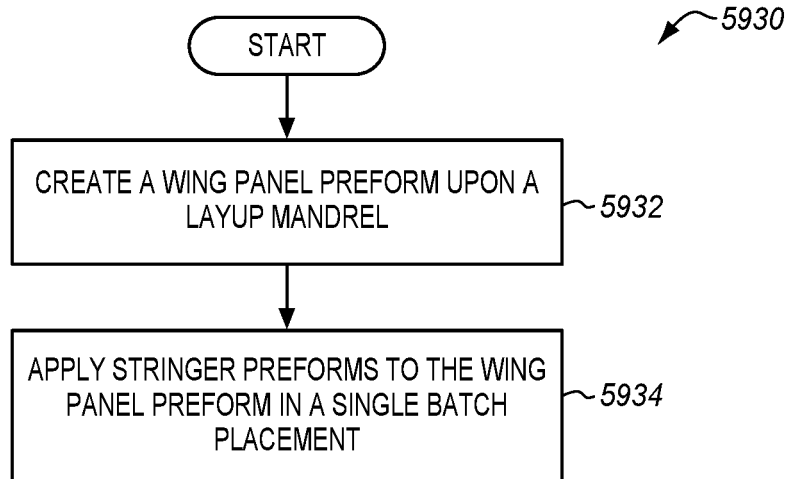 START
5930
CREATE A WING PANEL PREFORM UPON A
LAYUP MANDREL
5932
APPLY STRINGER PREFORMS TO THE WING
PANEL PREFORM IN A SINGLE BATCH
PLACEMENT
5934